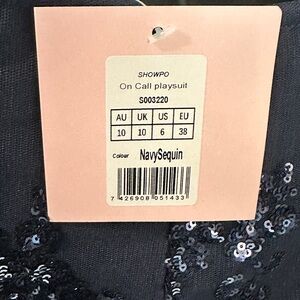 SHOWPO
On Call playsuit
S003220
AU UK US EU
10 10 6 38
Colour NavySequin
7 426908 051433